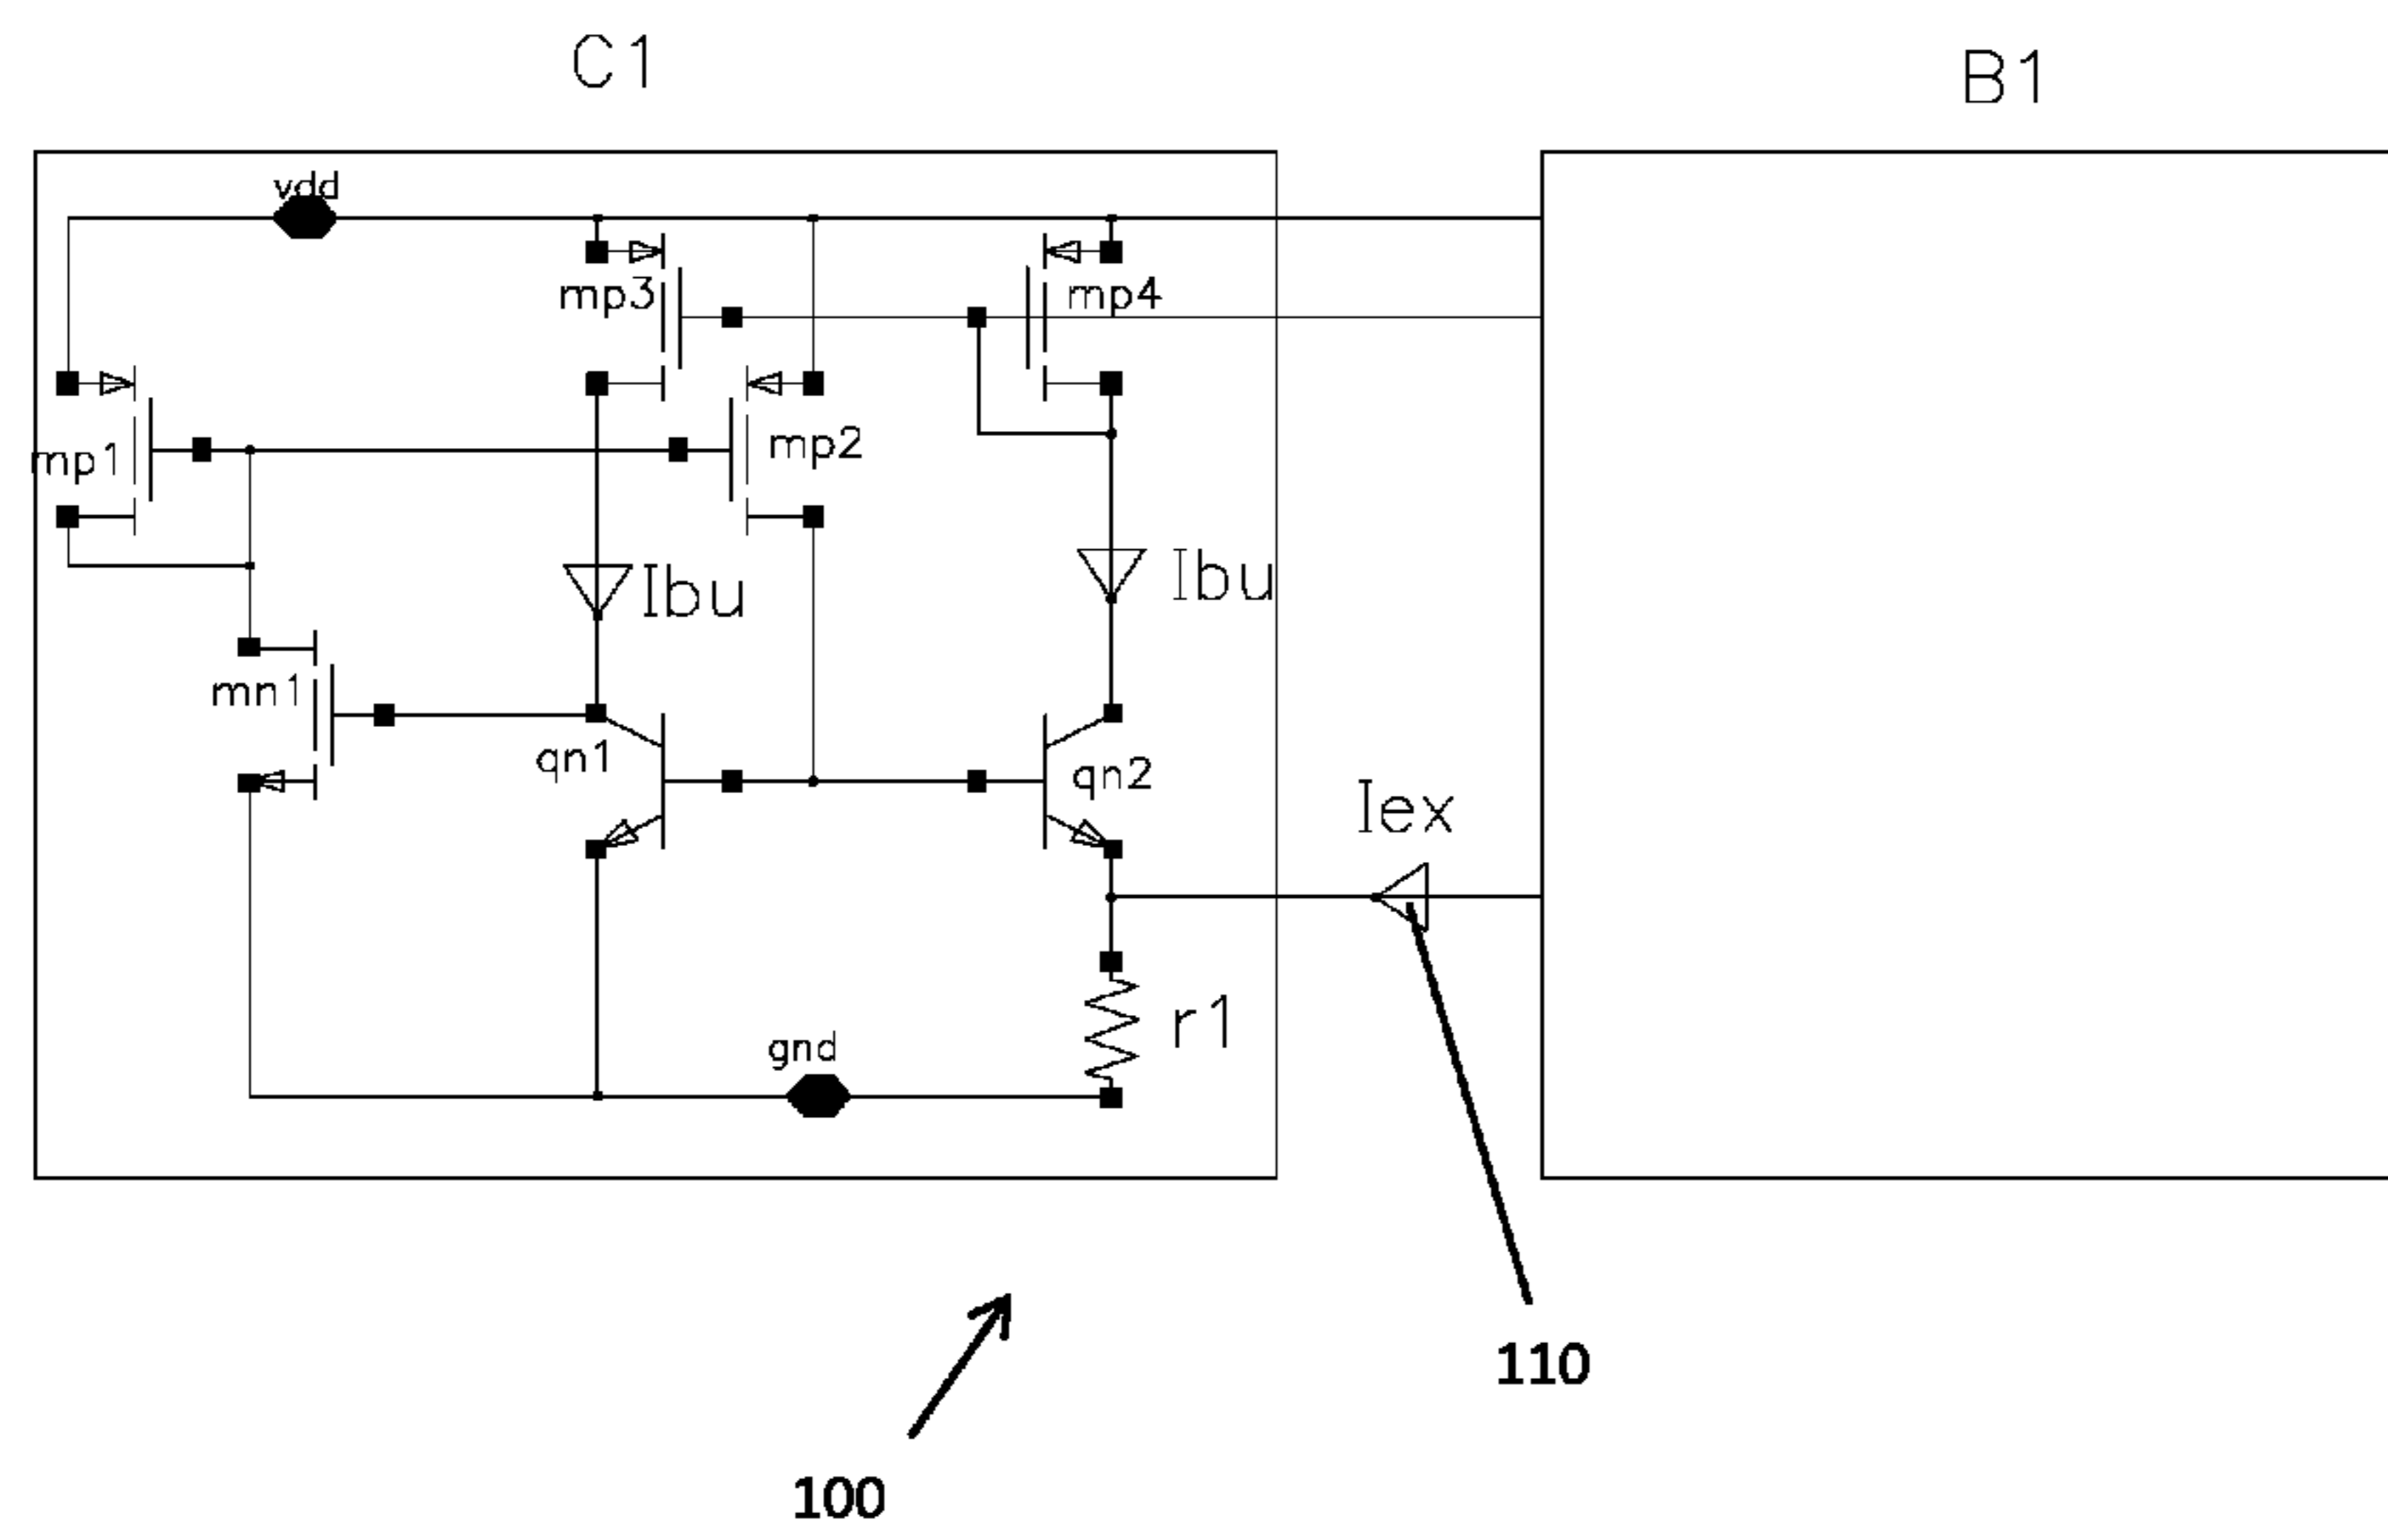 C1
B1
vdd
mp3
mp4
mp1
mp2
Ibu
Ibu
mn1
qn1
qn2
Iex
r1
gnd
110
100